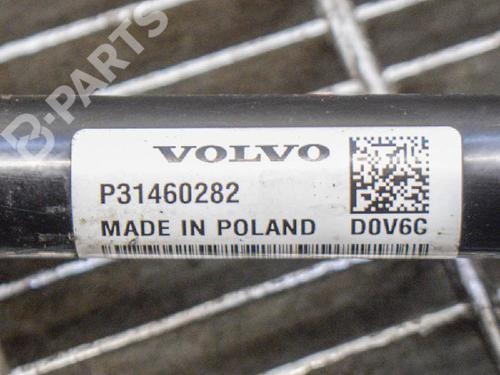 B-PARTS
VOLVO
P31460282
MADE IN POLAND D0V6C